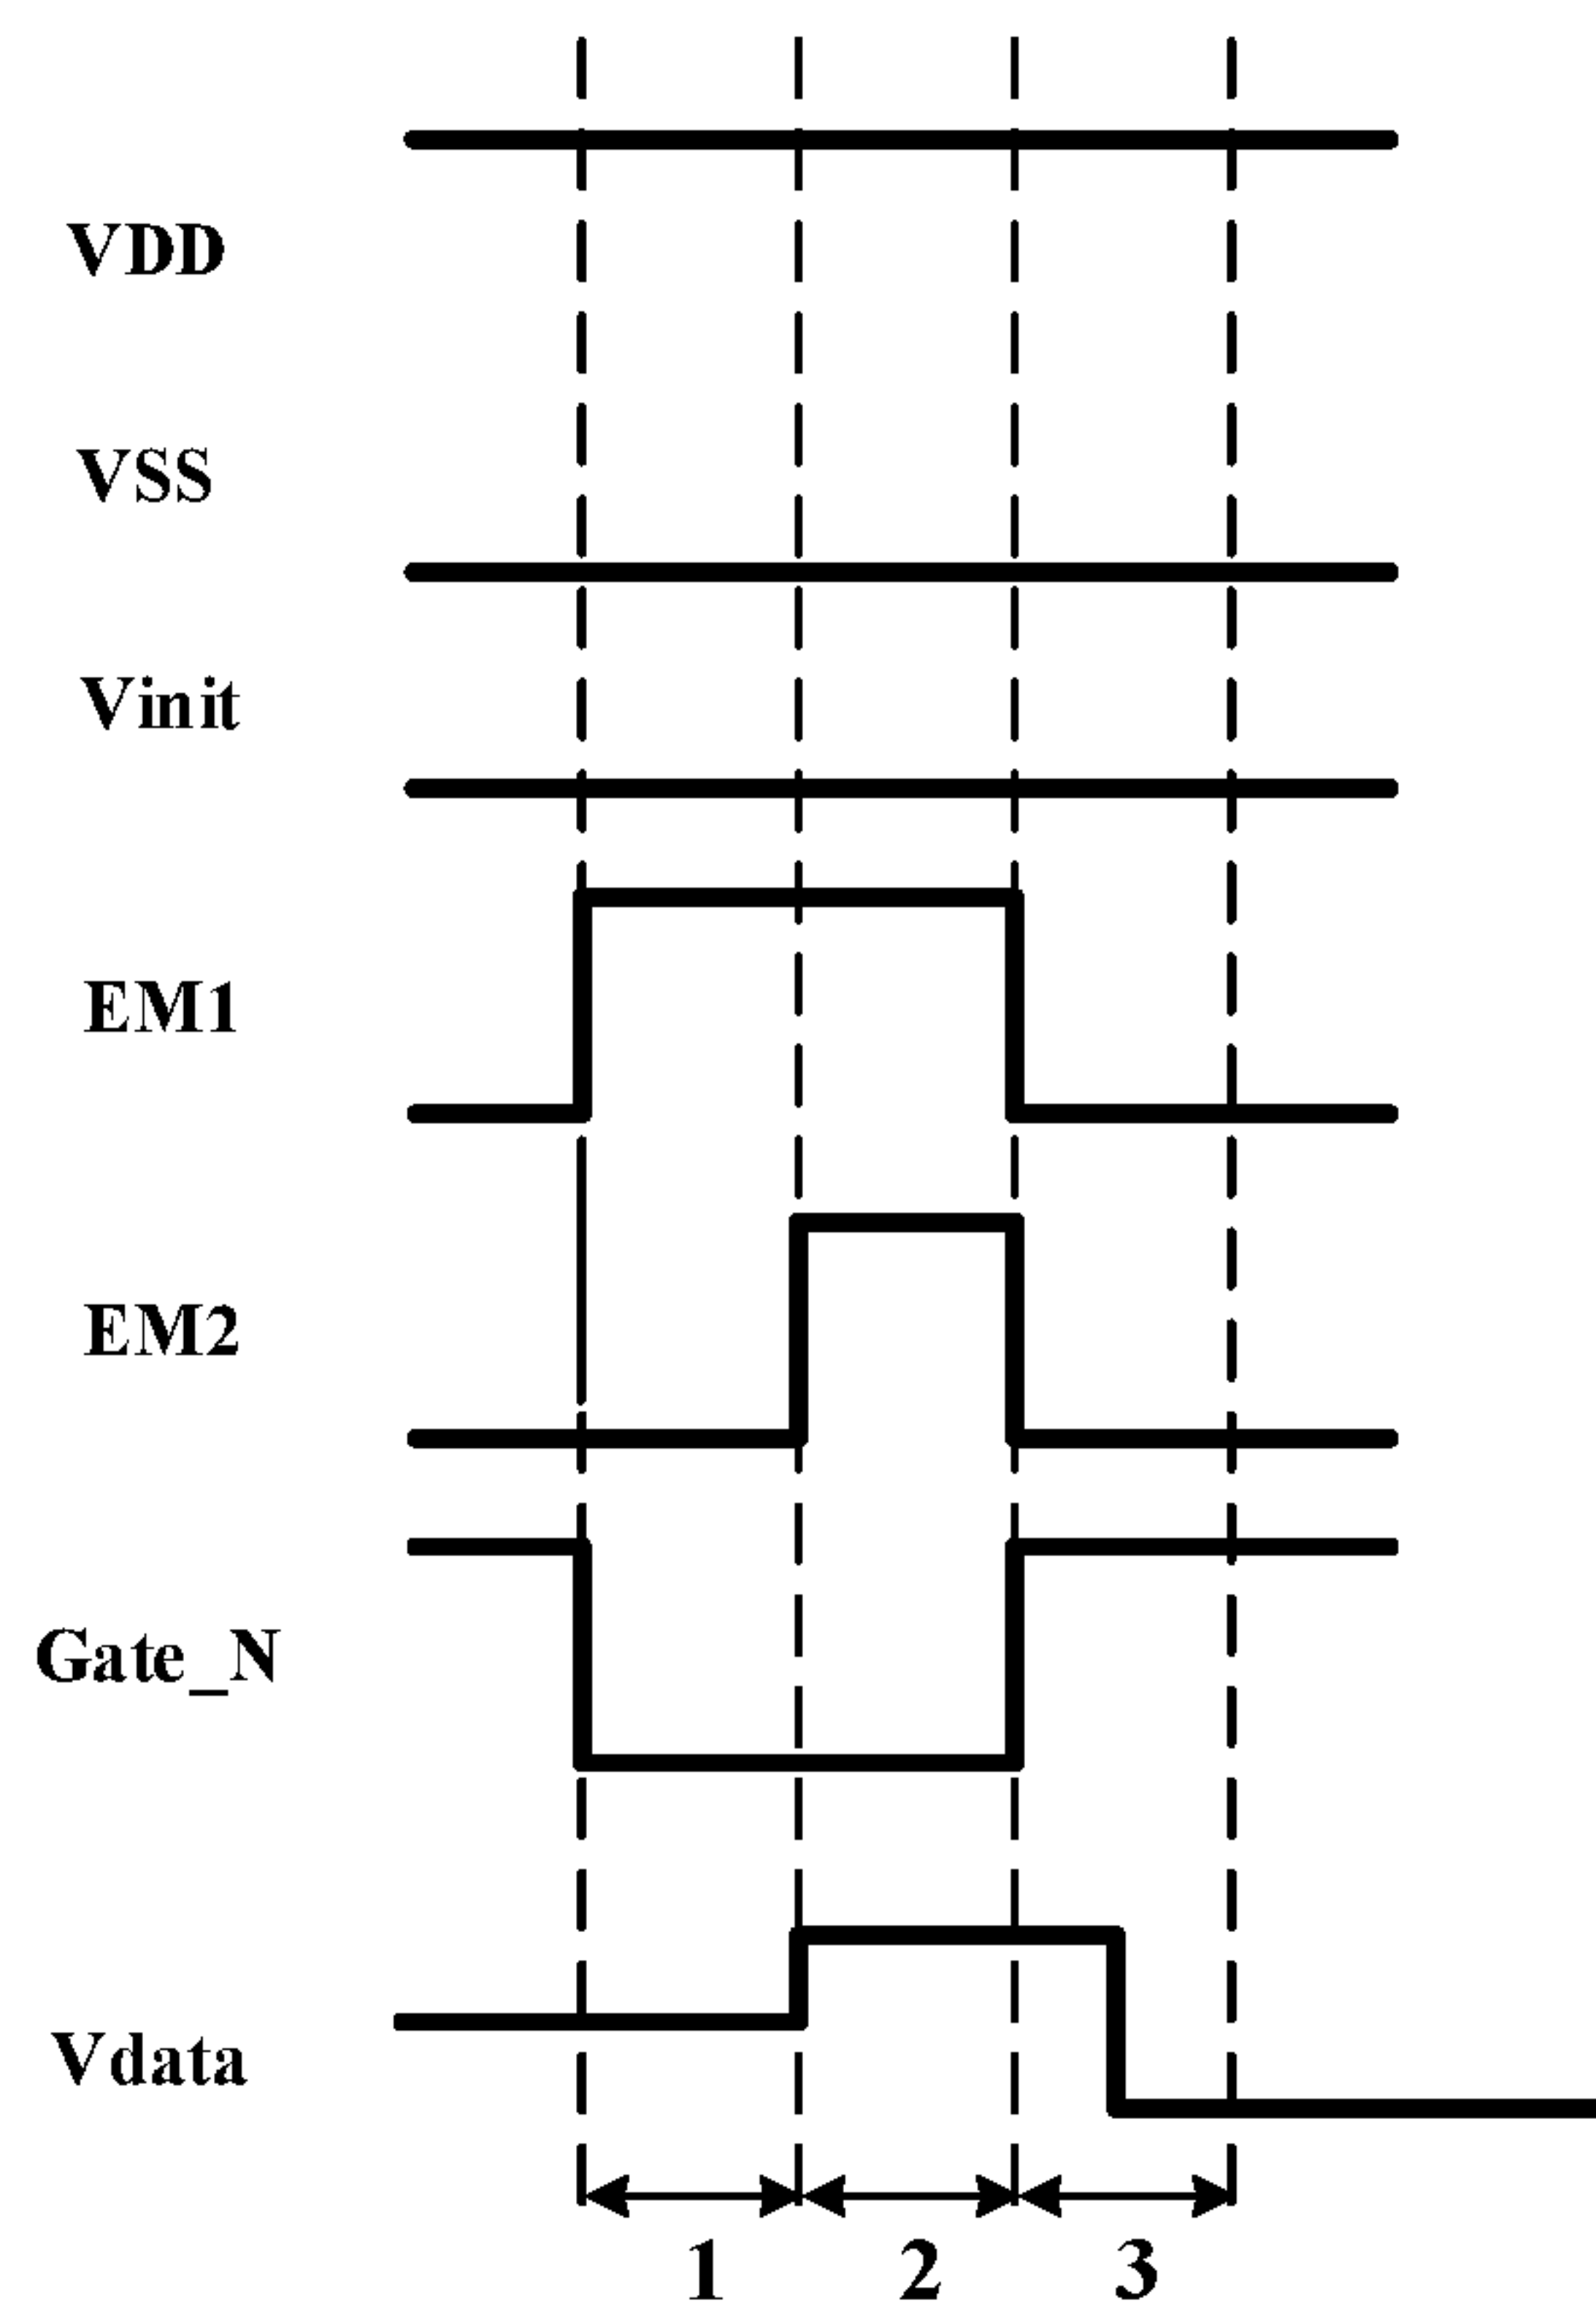 VDD
VSS
Vinit
EM1
EM2
Gate_N
Vdata
1 2 3